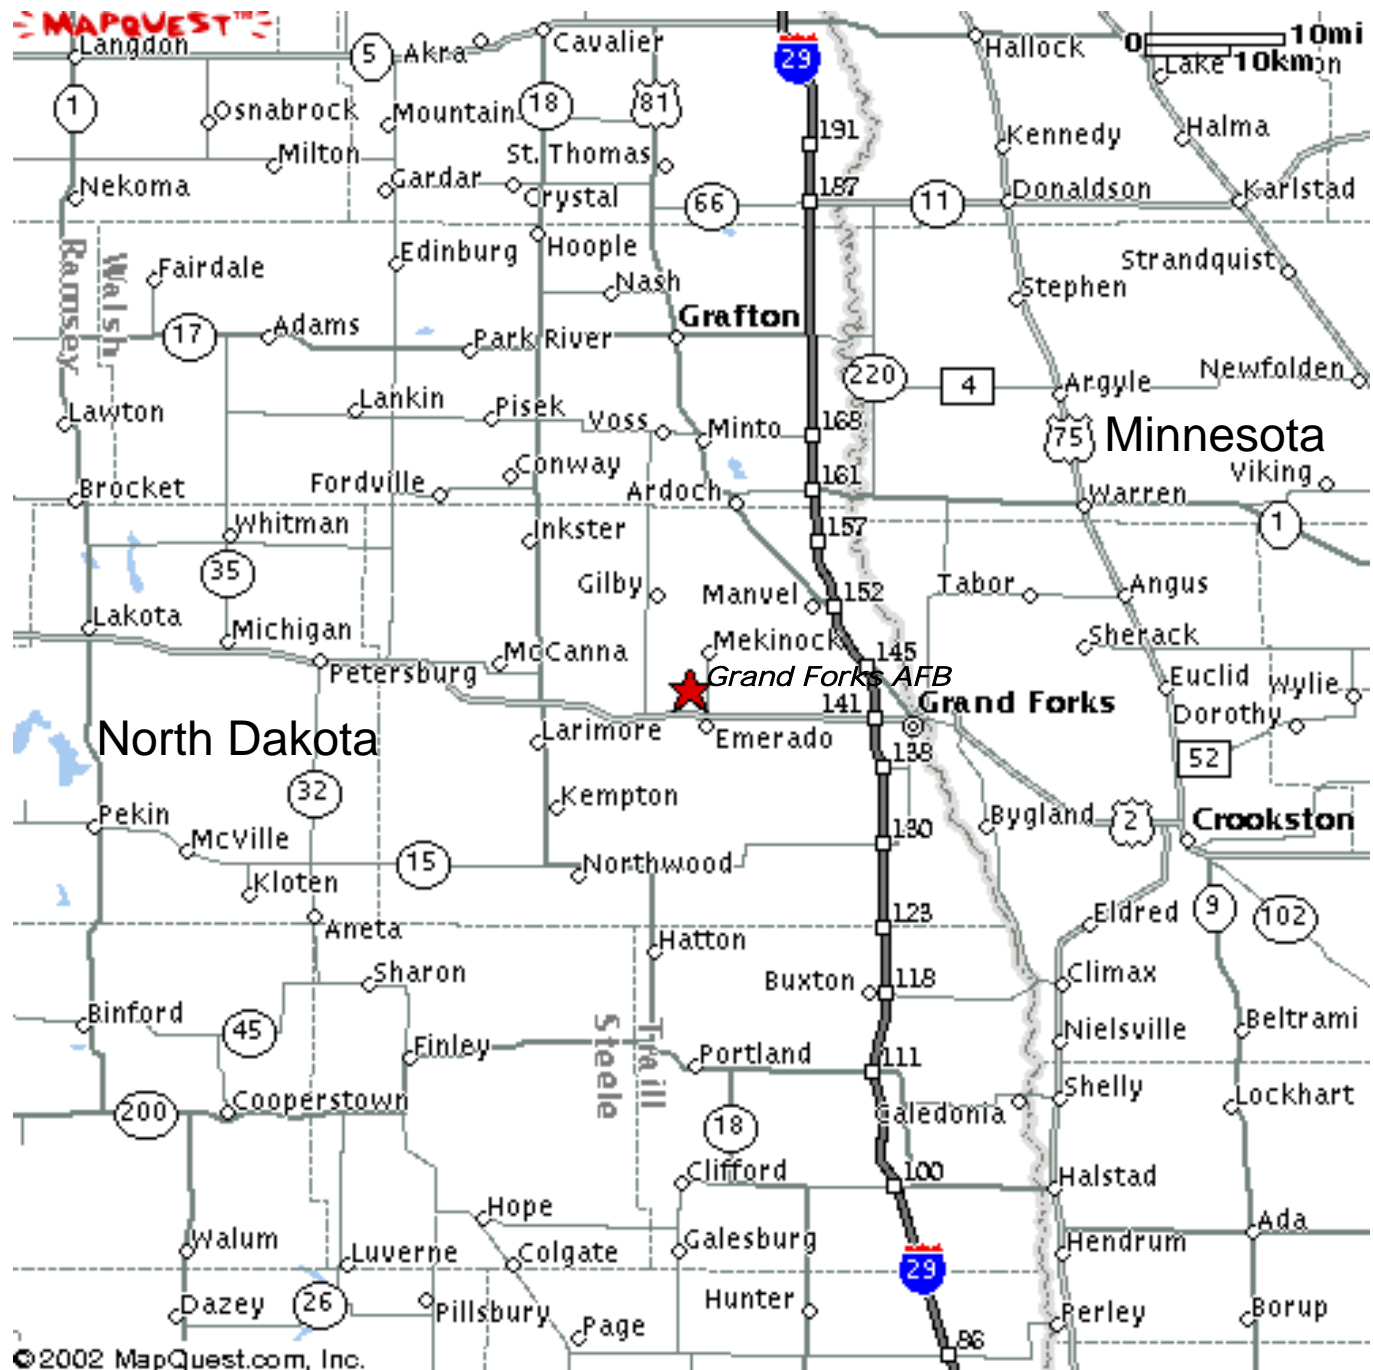 MAPQUEST™
Langdon
5
Akra
Cavalier
29
Hallock
0
10mi
10km
Lake
1
Osnabrock
Mountain
18
81
191
Kennedy
Halma
Milton
St. Thomas
Nekoma
Gardar
Crystal
66
187
11
Donaldson
Karlstad
Ramsey
Walsh
Fairdale
Edinburg
Hoople
Nash
Strandquist
Stephen
17
Adams
Park River
Grafton
220
4
Argyle
Newfolden
Lawton
Lankin
Pisek
Voss
Minto
168
75
Minnesota
Brocket
Fordville
Conway
Ardoch
161
Warren
Viking
1
Whitman
Inkster
157
35
Gilby
Manvel
152
Tabor
Angus
Lakota
Michigan
McCanna
Mekinock
145
Sherack
Petersburg
Grand Forks AFB
Euclid
Wylie
North Dakota
Larimore
Emerado
141
Grand Forks
Dorothy
138
52
32
Kempton
Bygland
2
Crookston
Pekin
McVille
15
Northwood
130
Kloten
9
102
Aneta
Hatton
123
Eldred
Sharon
Buxton
118
Climax
Binford
45
Finley
Steele
Traill
Portland
111
Nielsville
Beltrami
200
Cooperstown
18
Caledonia
Shelly
Lockhart
Clifford
100
Halstad
Hope
Walum
Luverne
Colgate
Galesburg
29
Hendrum
Ada
Dazey
26
Pillsbury
Page
Hunter
86
Perley
Borup
©2002 MapQuest.com, Inc.